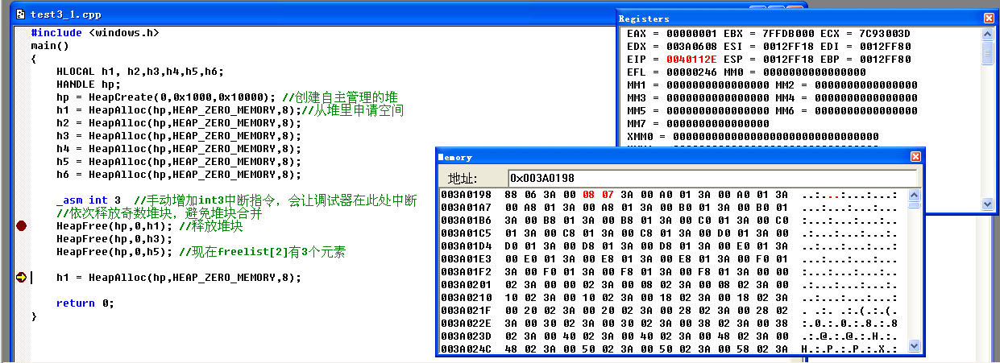 test3_1.cpp
#include <windows.h>
main()
{
HLOCAL h1, h2,h3,h4,h5,h6;
HANDLE hp;
hp = HeapCreate(0,0x1000,0x10000); //创建自主管理的堆
h1 = HeapAlloc(hp,HEAP_ZERO_MEMORY,8);//从堆里申请空间
h2 = HeapAlloc(hp,HEAP_ZERO_MEMORY,8);
h3 = HeapAlloc(hp,HEAP_ZERO_MEMORY,8);
h4 = HeapAlloc(hp,HEAP_ZERO_MEMORY,8);
h5 = HeapAlloc(hp,HEAP_ZERO_MEMORY,8);
h6 = HeapAlloc(hp,HEAP_ZERO_MEMORY,8);
_asm int 3 //手动增加int3中断指令，会让调试器在此处中断
//依次释放奇数堆块，避免堆块合并
HeapFree(hp,0,h1); //释放堆块
HeapFree(hp,0,h3);
HeapFree(hp,0,h5); //现在freelist[2]有3个元素
h1 = HeapAlloc(hp,HEAP_ZERO_MEMORY,8);
return 0;
}
Registers
EAX = 00000001 EBX = 7FFDB000 ECX = 7C93003D
EDX = 003A0608 ESI = 0012FF18 EDI = 0012FF80
EIP = 0040112E ESP = 0012FF18 EBP = 0012FF80
EFL = 00000246 MM0 = 0000000000000000
MM1 = 0000000000000000 MM2 = 0000000000000000
MM3 = 0000000000000000 MM4 = 0000000000000000
MM5 = 0000000000000000 MM6 = 0000000000000000
MM7 = 0000000000000000
XMM0 = 00000000000000000000000000000000
Memory
地址: 0x003A0198
003A0198 88 06 3A 00 08 07 3A 00 A0 01 3A 00 A0 01 3A ..:...:...:...:
003A01A7 00 A8 01 3A 00 A8 01 3A 00 B0 01 3A 00 B0 01 ...:...:...:...
003A01B6 3A 00 B8 01 3A 00 B8 01 3A 00 C0 01 3A 00 C0 :...:...:...:..
003A01C5 01 3A 00 C8 01 3A 00 C8 01 3A 00 D0 01 3A 00 .:...:...:...:.
003A01D4 D0 01 3A 00 D8 01 3A 00 D8 01 3A 00 E0 01 3A ..:...:...:...:
003A01E3 00 E0 01 3A 00 E8 01 3A 00 E8 01 3A 00 F0 01 ...:...:...:...
003A01F2 3A 00 F0 01 3A 00 F8 01 3A 00 F8 01 3A 00 00 :...:...:...:..
003A0201 02 3A 00 00 02 3A 00 08 02 3A 00 08 02 3A 00 .:...:...:...:.
003A0210 10 02 3A 00 10 02 3A 00 18 02 3A 00 18 02 3A ..:...:...:...:
003A021F 00 20 02 3A 00 20 02 3A 00 28 02 3A 00 28 02 . .:. .:.(.:.(.
003A022E 3A 00 30 02 3A 00 30 02 3A 00 38 02 3A 00 38 :.0.:.0.:.8.:.8
003A023D 02 3A 00 40 02 3A 00 40 02 3A 00 48 02 3A 00 .:.@.:.@.:.H.:.
003A024C 48 02 3A 00 50 02 3A 00 50 02 3A 00 58 02 3A H.:.P.:.P.:.X.: